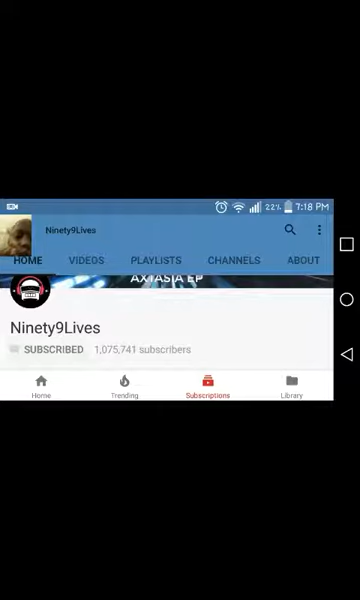 22% 7:18 PM
Ninety9Lives
HOME VIDEOS PLAYLISTS CHANNELS ABOUT
AXTASIA EP
Ninety9Lives
SUBSCRIBED 1,075,741 subscribers
Home Trending Subscriptions Library